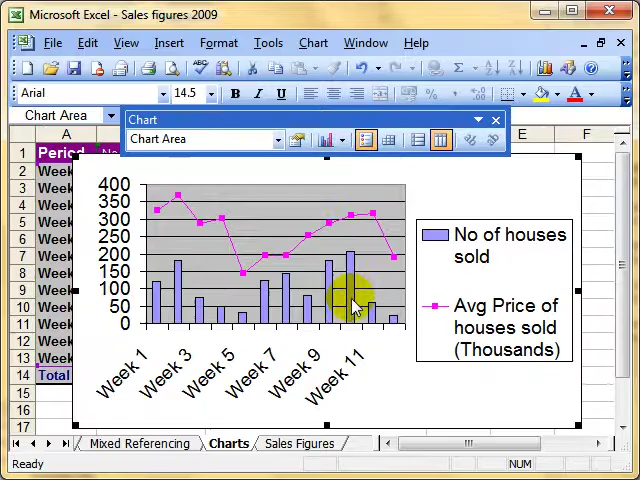 Microsoft Excel - Sales figures 2009
File Edit View Insert Format Tools Chart Window Help
Arial 14.5 B I U
Chart Area
Chart
Chart Area
A E F
1 Period No
2 Week
3 Week
4 Week
5 Week
6 Week
7 Week
8 Week
9 Week
10 Week
11 Week
12 Week
13 Week
14 Total
15
16
17
400
350
300
250
200
150
100
50
0
Week 1 Week 3 Week 5 Week 7 Week 9 Week 11
No of houses
sold
Avg Price of
houses sold
(Thousands)
Mixed Referencing Charts Sales Figures
Ready NUM